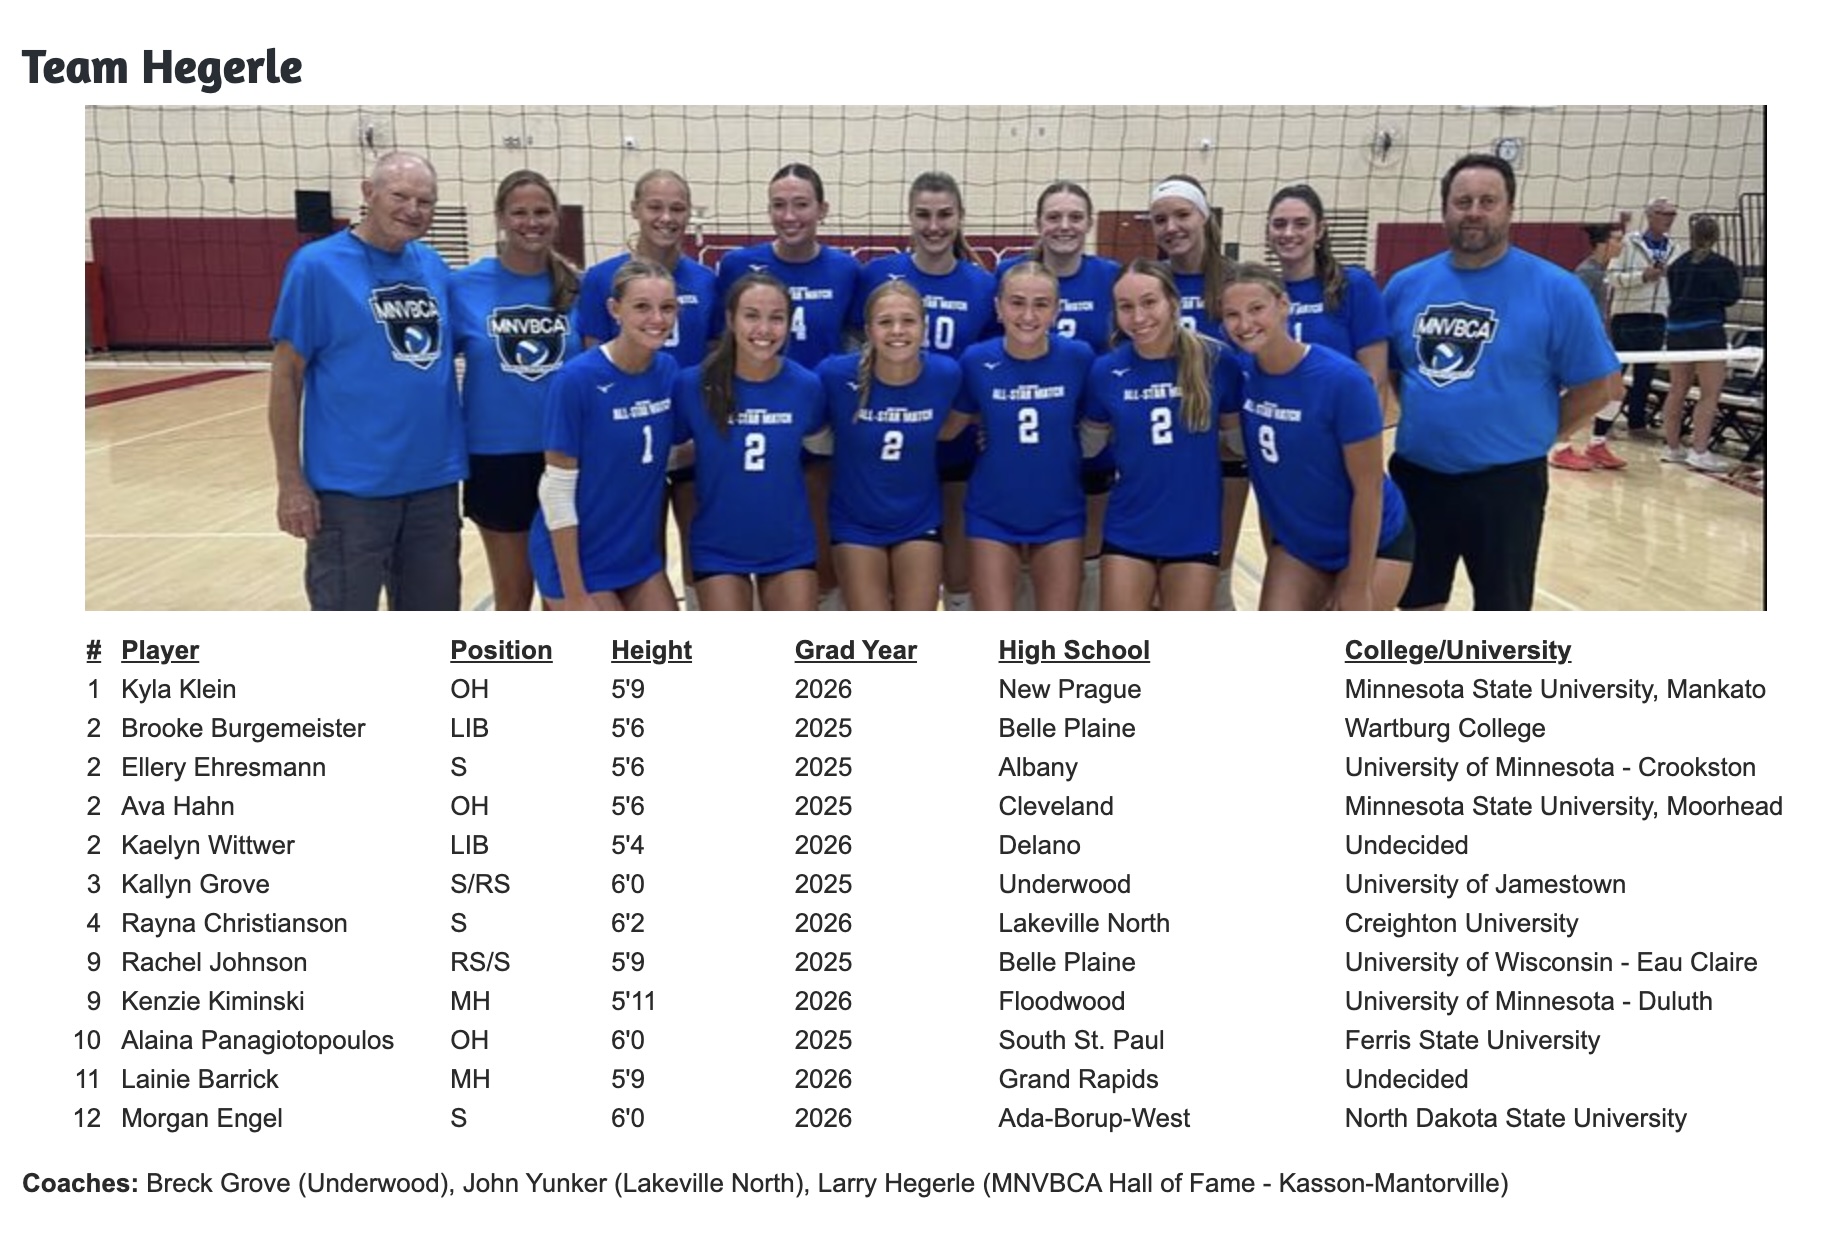 Team Hegerle
MNVBCA
MNVBCA
MNVBCA
4
10
ALL-STAR MATCH
1
2
ALL-STAR MATCH
2
ALL-STAR MATCH
2
2
ALL-STAR MATCH
9
# Player Position Height Grad Year High School College/University
1 Kyla Klein OH 5'9 2026 New Prague Minnesota State University, Mankato
2 Brooke Burgemeister LIB 5'6 2025 Belle Plaine Wartburg College
2 Ellery Ehresmann S 5'6 2025 Albany University of Minnesota - Crookston
2 Ava Hahn OH 5'6 2025 Cleveland Minnesota State University, Moorhead
2 Kaelyn Wittwer LIB 5'4 2026 Delano Undecided
3 Kallyn Grove S/RS 6'0 2025 Underwood University of Jamestown
4 Rayna Christianson S 6'2 2026 Lakeville North Creighton University
9 Rachel Johnson RS/S 5'9 2025 Belle Plaine University of Wisconsin - Eau Claire
9 Kenzie Kiminski MH 5'11 2026 Floodwood University of Minnesota - Duluth
10 Alaina Panagiotopoulos OH 6'0 2025 South St. Paul Ferris State University
11 Lainie Barrick MH 5'9 2026 Grand Rapids Undecided
12 Morgan Engel S 6'0 2026 Ada-Borup-West North Dakota State University
Coaches: Breck Grove (Underwood), John Yunker (Lakeville North), Larry Hegerle (MNVBCA Hall of Fame - Kasson-Mantorville)